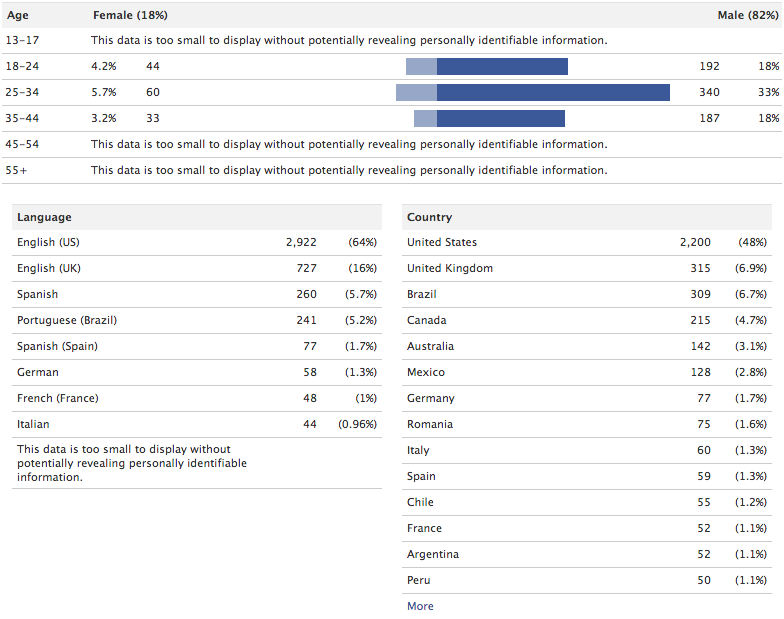 Age Female (18%) Male (82%)
13-17 This data is too small to display without potentially revealing personally identifiable information.
18-24 4.2% 44 192 18%
25-34 5.7% 60 340 33%
35-44 3.2% 33 187 18%
45-54 This data is too small to display without potentially revealing personally identifiable information.
55+ This data is too small to display without potentially revealing personally identifiable information.
Language
English (US) 2,922 (64%)
English (UK) 727 (16%)
Spanish 260 (5.7%)
Portuguese (Brazil) 241 (5.2%)
Spanish (Spain) 77 (1.7%)
German 58 (1.3%)
French (France) 48 (1%)
Italian 44 (0.96%)
This data is too small to display without
potentially revealing personally identifiable
information.
Country
United States 2,200 (48%)
United Kingdom 315 (6.9%)
Brazil 309 (6.7%)
Canada 215 (4.7%)
Australia 142 (3.1%)
Mexico 128 (2.8%)
Germany 77 (1.7%)
Romania 75 (1.6%)
Italy 60 (1.3%)
Spain 59 (1.3%)
Chile 55 (1.2%)
France 52 (1.1%)
Argentina 52 (1.1%)
Peru 50 (1.1%)
More